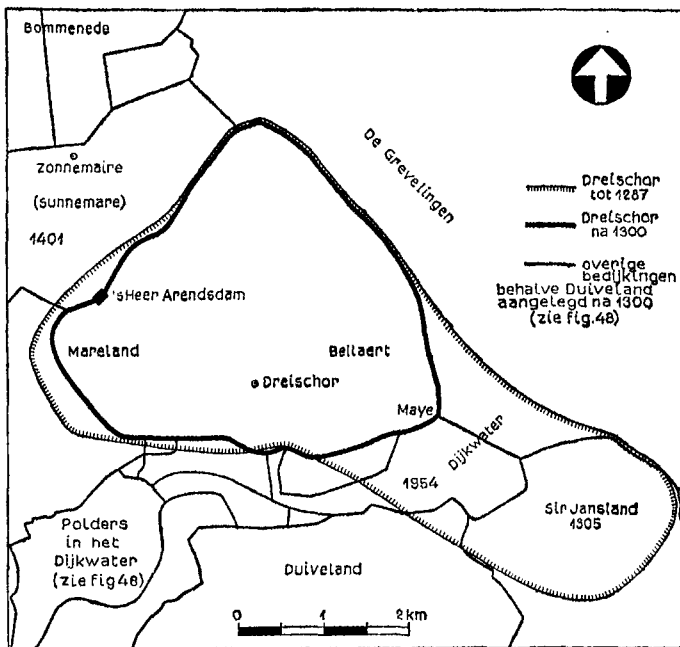 Bommenede
Zonnemaire
(Sunnemare)
1401
De Grevelingen
Dreischor
tot 1287
Dreischor
na 1300
overige
bedijkingen
behalve Duiveland
aangelegd na 1300
(zie fig.48)
'sHeer Arendsdam
Mareland
Beltaert
Dreischor
Maye
Dijkwater
1954
Sir Jansland
1305
Polders
in het
Dijkwater
(zie fig 48)
Duiveland
0 1 2km